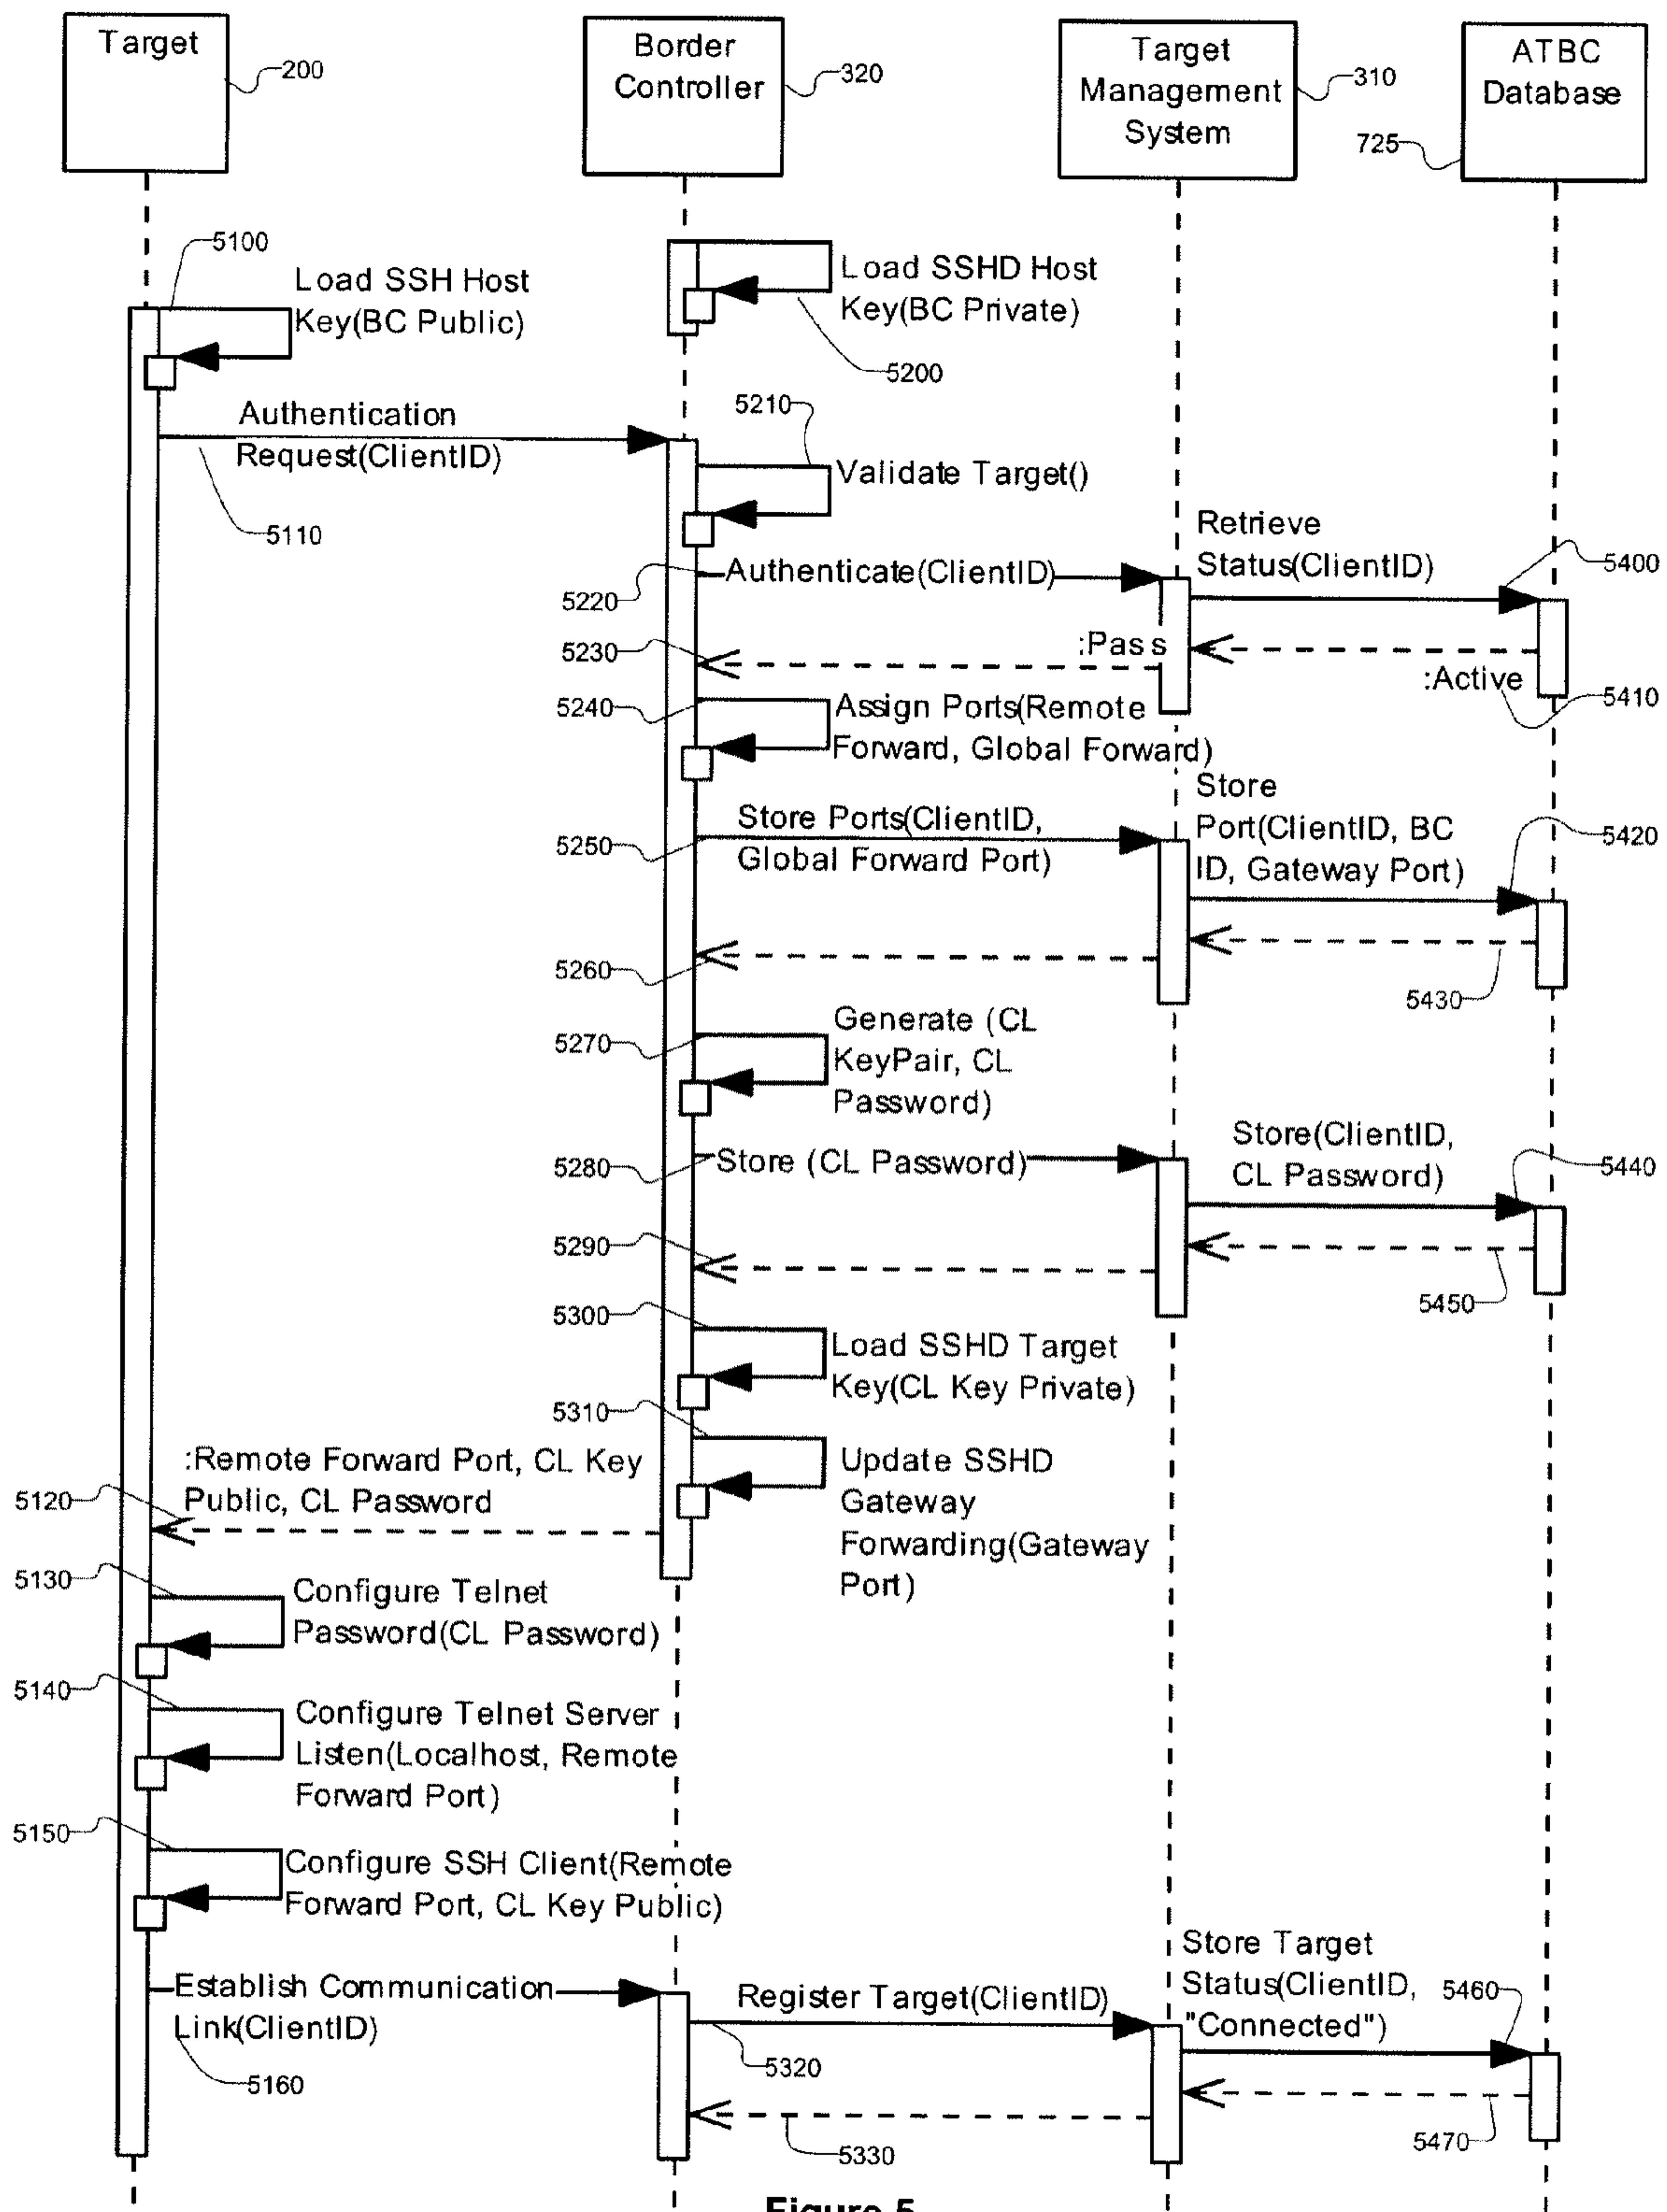 Target
200
Border
Controller
320
Target
Management
System
310
ATBC
Database
725
5100
Load SSH Host
Key(BC Public)
Load SSHD Host
Key(BC Private)
5200
Authentication
Request(ClientID)
5110
5210
Validate Target()
5220
Authenticate(ClientID)
Retrieve
Status(ClientID)
5400
5230
:Pass
:Active
5410
5240
Assign Ports(Remote
Forward, Global Forward)
5250
Store Ports(ClientID,
Global Forward Port)
Store
Port(ClientID, BC
ID, Gateway Port)
5420
5260
5430
5270
Generate (CL
KeyPair, CL
Password)
5280
Store (CL Password)
Store(ClientID,
CL Password)
5440
5290
5450
5300
Load SSHD Target
Key(CL Key Private)
5310
Update SSHD
Gateway
Forwarding(Gateway
Port)
:Remote Forward Port, CL Key
Public, CL Password
5120
5130
Configure Telnet
Password(CL Password)
5140
Configure Telnet Server
Listen(Localhost, Remote
Forward Port)
5150
Configure SSH Client(Remote
Forward Port, CL Key Public)
Establish Communication
Link(ClientID)
5160
Register Target(ClientID)
5320
Store Target
Status(ClientID,
"Connected")
5460
5330
5470
Figure 5